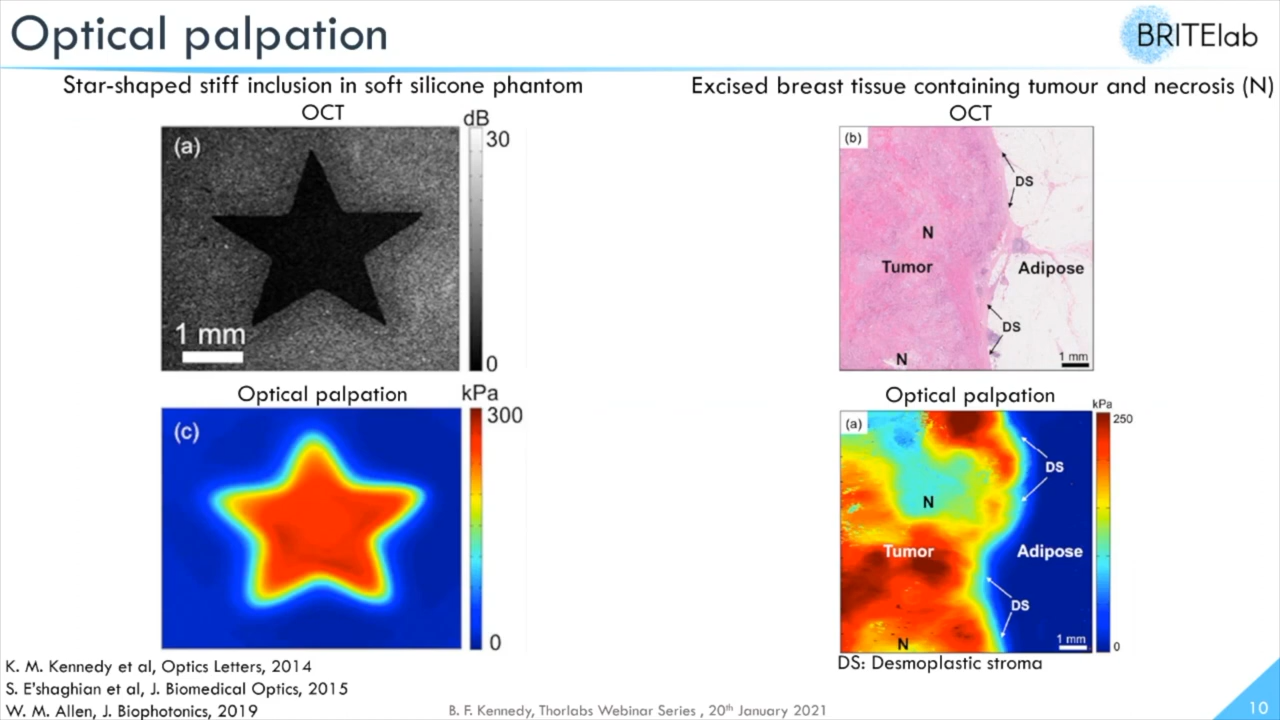 Optical palpation
BRITElab
Star-shaped stiff inclusion in soft silicone phantom
OCT
dB
(a)
30
1 mm
0
Optical palpation
kPa
(c)
300
0
Excised breast tissue containing tumour and necrosis (N)
OCT
(b)
DS
N
Tumor
Adipose
DS
N
1 mm
Optical palpation
kPa
(a)
250
DS
N
Tumor
Adipose
DS
N
1 mm
0
DS: Desmoplastic stroma
K. M. Kennedy et al, Optics Letters, 2014
S. E'shaghian et al, J. Biomedical Optics, 2015
W. M. Allen, J. Biophotonics, 2019
B. F. Kennedy, Thorlabs Webinar Series , 20th January 2021
10